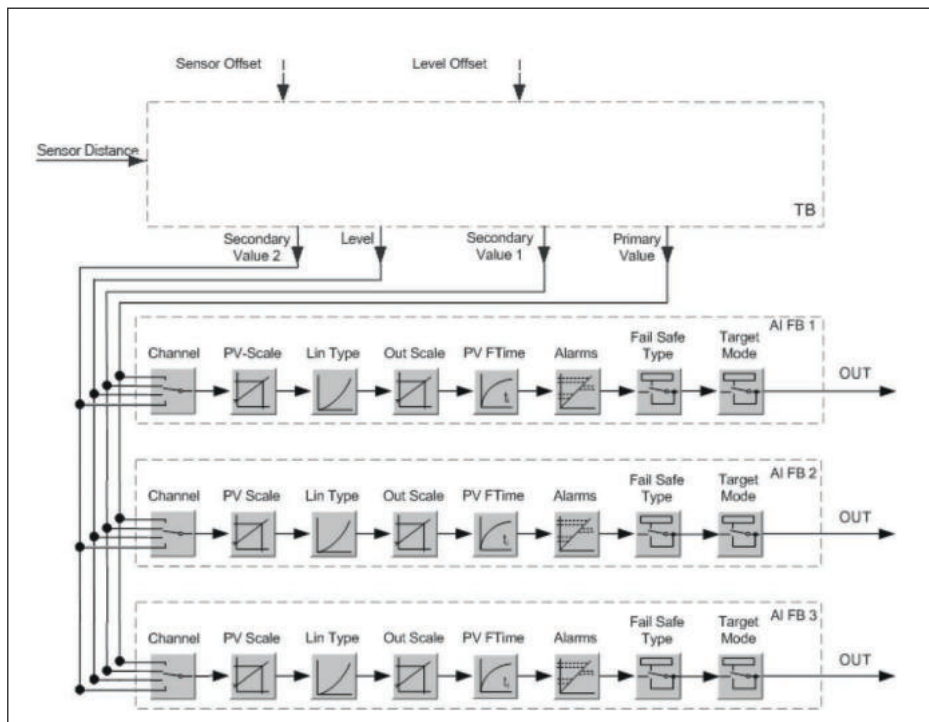 Sensor Offset
Level Offset
Sensor Distance
TB
Secondary
Value 2
Level
Secondary
Value 1
Primary
Value
AI FB 1
Channel
PV-Scale
Lin Type
Out Scale
PV FTime
Alarms
Fail Safe
Type
Target
Mode
OUT
AI FB 2
Channel
PV Scale
Lin Type
Out Scale
PV FTime
Alarms
Fail Safe
Type
Target
Mode
OUT
AI FB 3
Channel
PV Scale
Lin Type
Out Scale
PV FTime
Alarms
Fail Safe
Type
Target
Mode
OUT